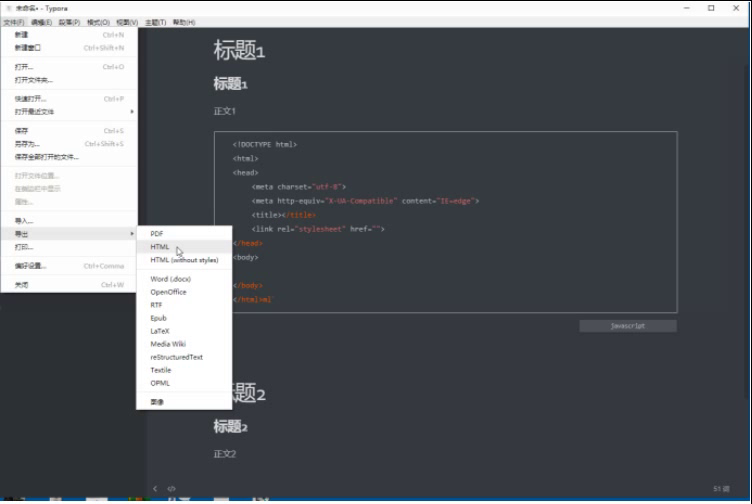 未命名• - Typora
文件(F) 编辑(E) 段落(P) 格式(O) 视图(V) 主题(T) 帮助(H)
新建 Ctrl+N
新建窗口 Ctrl+Shift+N
打开... Ctrl+O
打开文件夹...
快速打开... Ctrl+P
打开最近文件
保存 Ctrl+S
另存为... Ctrl+Shift+S
保存全部打开的文件...
打开文件位置...
在侧边栏中显示
属性...
导入...
导出
打印...
偏好设置... Ctrl+Comma
关闭 Ctrl+W
PDF
HTML
HTML (without styles)
Word (.docx)
OpenOffice
RTF
Epub
LaTeX
Media Wiki
reStructuredText
Textile
OPML
图像
标题1
标题1
正文1
<!DOCTYPE html>
<html>
<head>
<meta charset="utf-8">
<meta http-equiv="X-UA-Compatible" content="IE=edge">
<title></title>
<link rel="stylesheet" href="">
</head>
<body>
</body>
</html>ml`
javascript
标题2
标题2
正文2
51 词